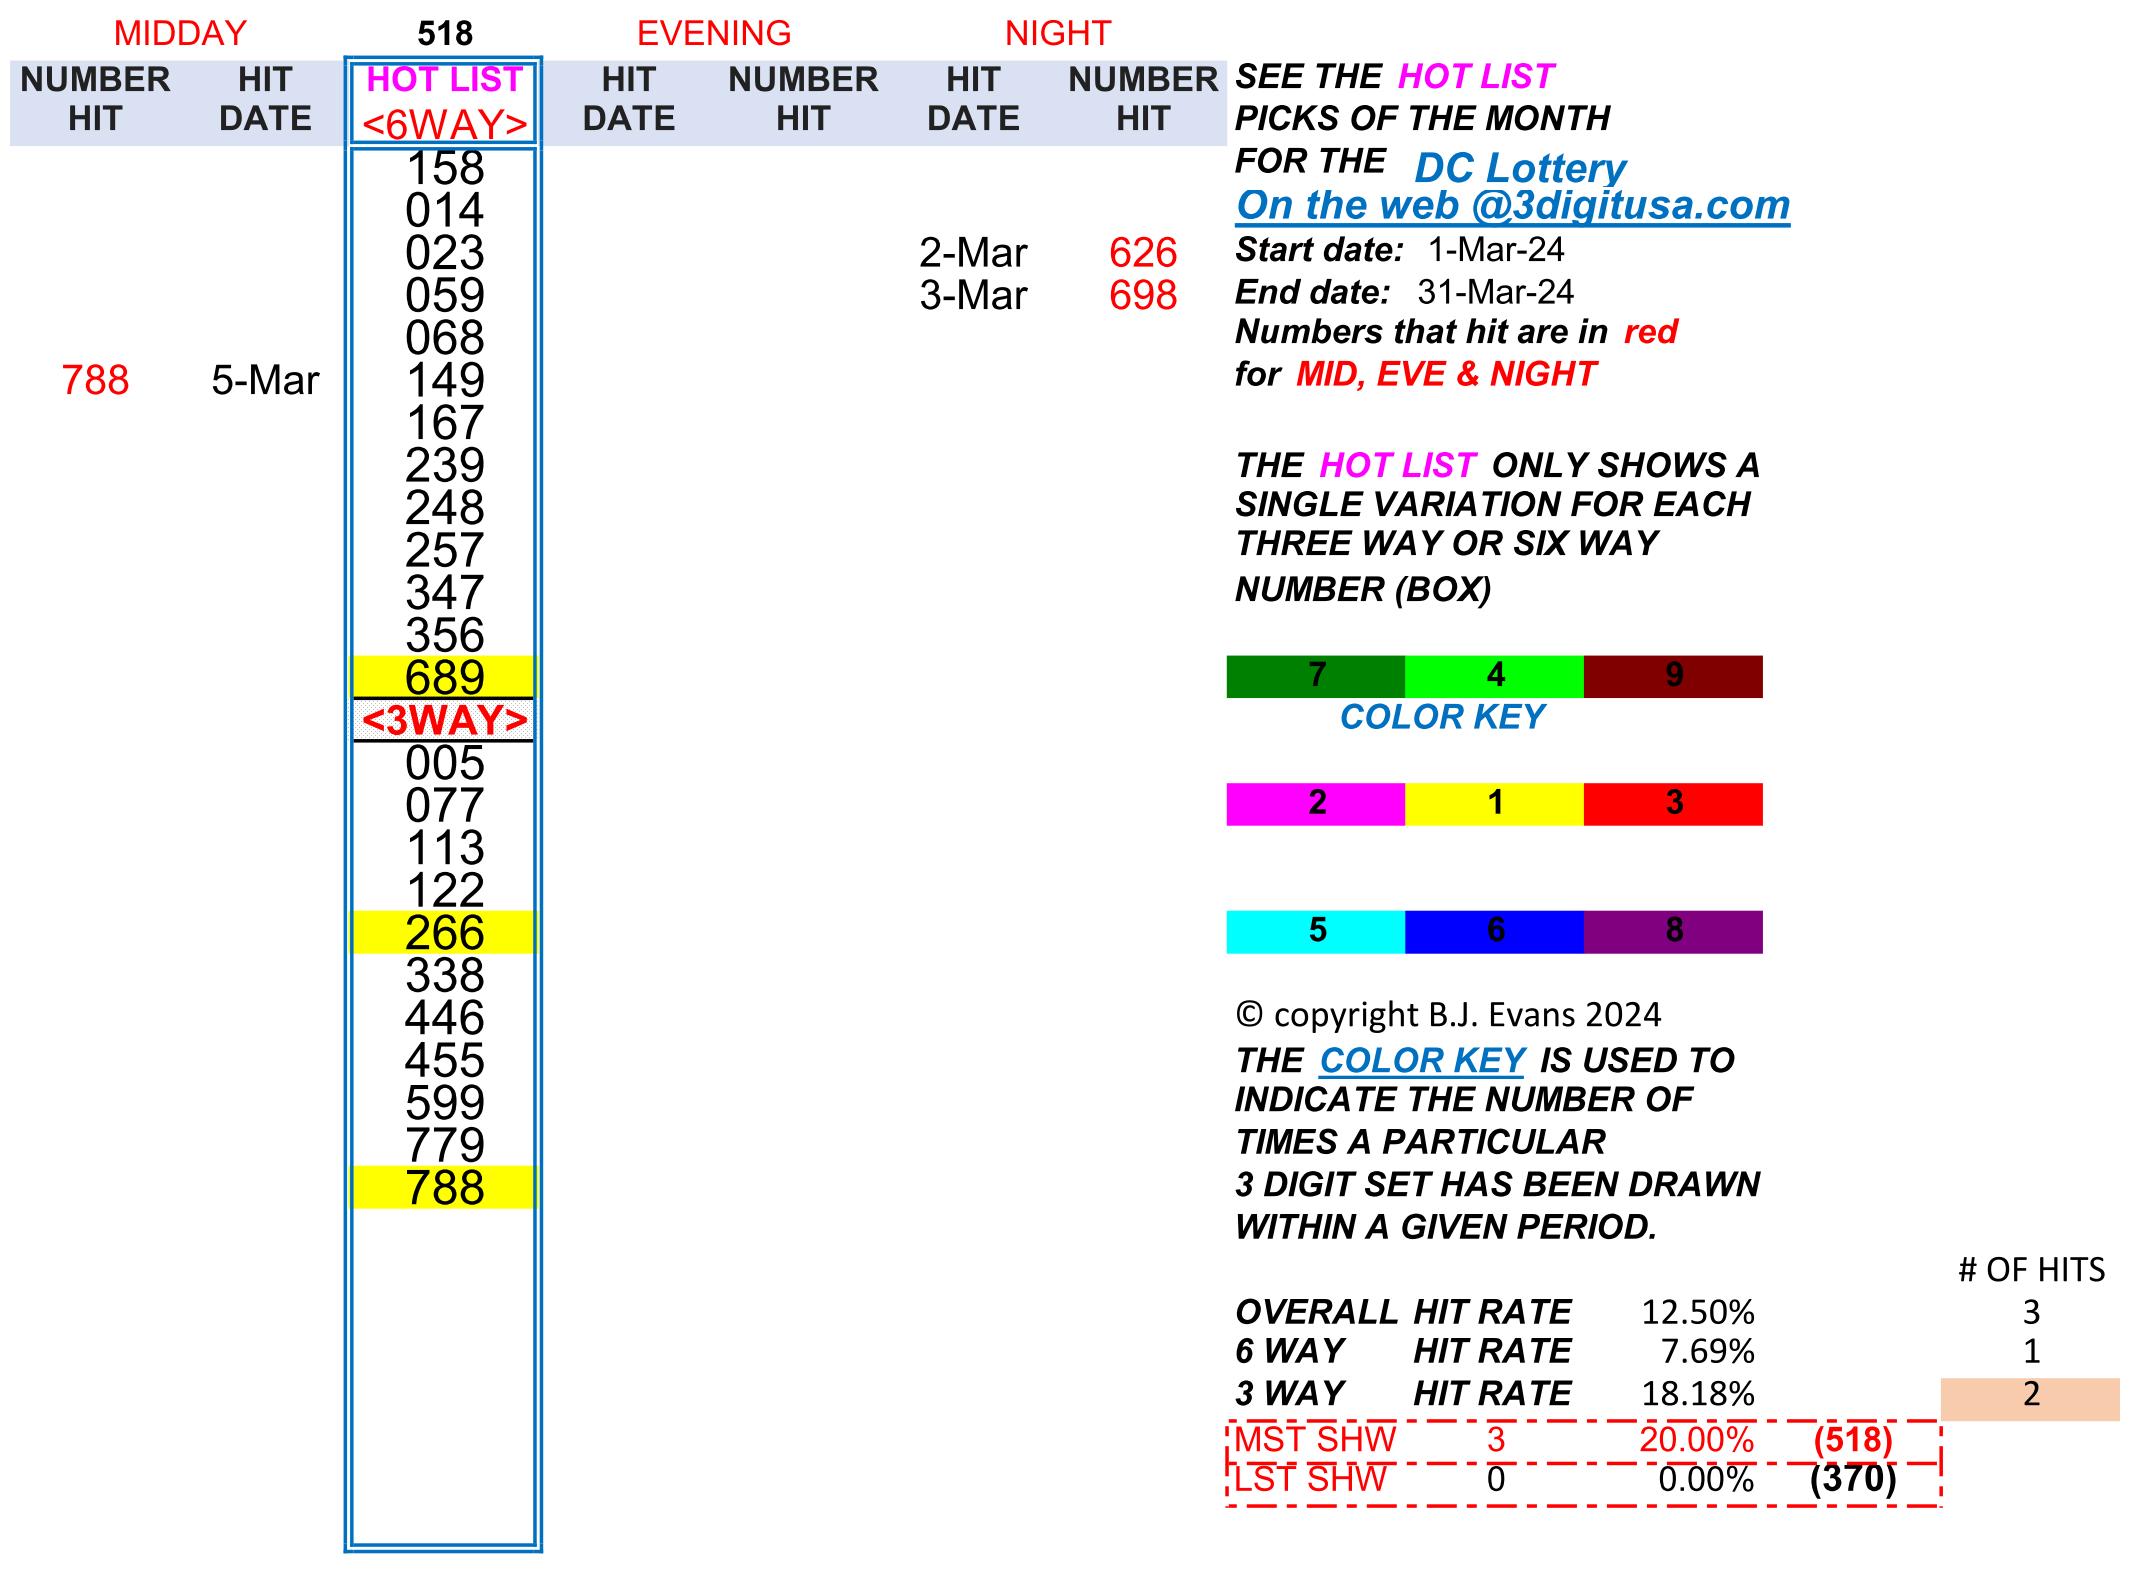 MIDDAY 518 EVENING NIGHT
NUMBER HIT HOT LIST HIT NUMBER HIT NUMBER
HIT DATE <6WAY> DATE HIT DATE HIT
158
014
023 2-Mar 626
059 3-Mar 698
068
788 5-Mar 149
167
239
248
257
347
356
689
<3WAY>
005
077
113
122
266
338
446
455
599
779
788
SEE THE HOT LIST
PICKS OF THE MONTH
FOR THE DC Lottery
On the web @3digitusa.com
Start date: 1-Mar-24
End date: 31-Mar-24
Numbers that hit are in red
for MID, EVE & NIGHT
THE HOT LIST ONLY SHOWS A
SINGLE VARIATION FOR EACH
THREE WAY OR SIX WAY
NUMBER (BOX)
7 4 9
COLOR KEY
2 1 3
5 6 8
© copyright B.J. Evans 2024
THE COLOR KEY IS USED TO
INDICATE THE NUMBER OF
TIMES A PARTICULAR
3 DIGIT SET HAS BEEN DRAWN
WITHIN A GIVEN PERIOD.
# OF HITS
OVERALL HIT RATE 12.50% 3
6 WAY HIT RATE 7.69% 1
3 WAY HIT RATE 18.18% 2
MST SHW 3 20.00% (518)
LST SHW 0 0.00% (370)